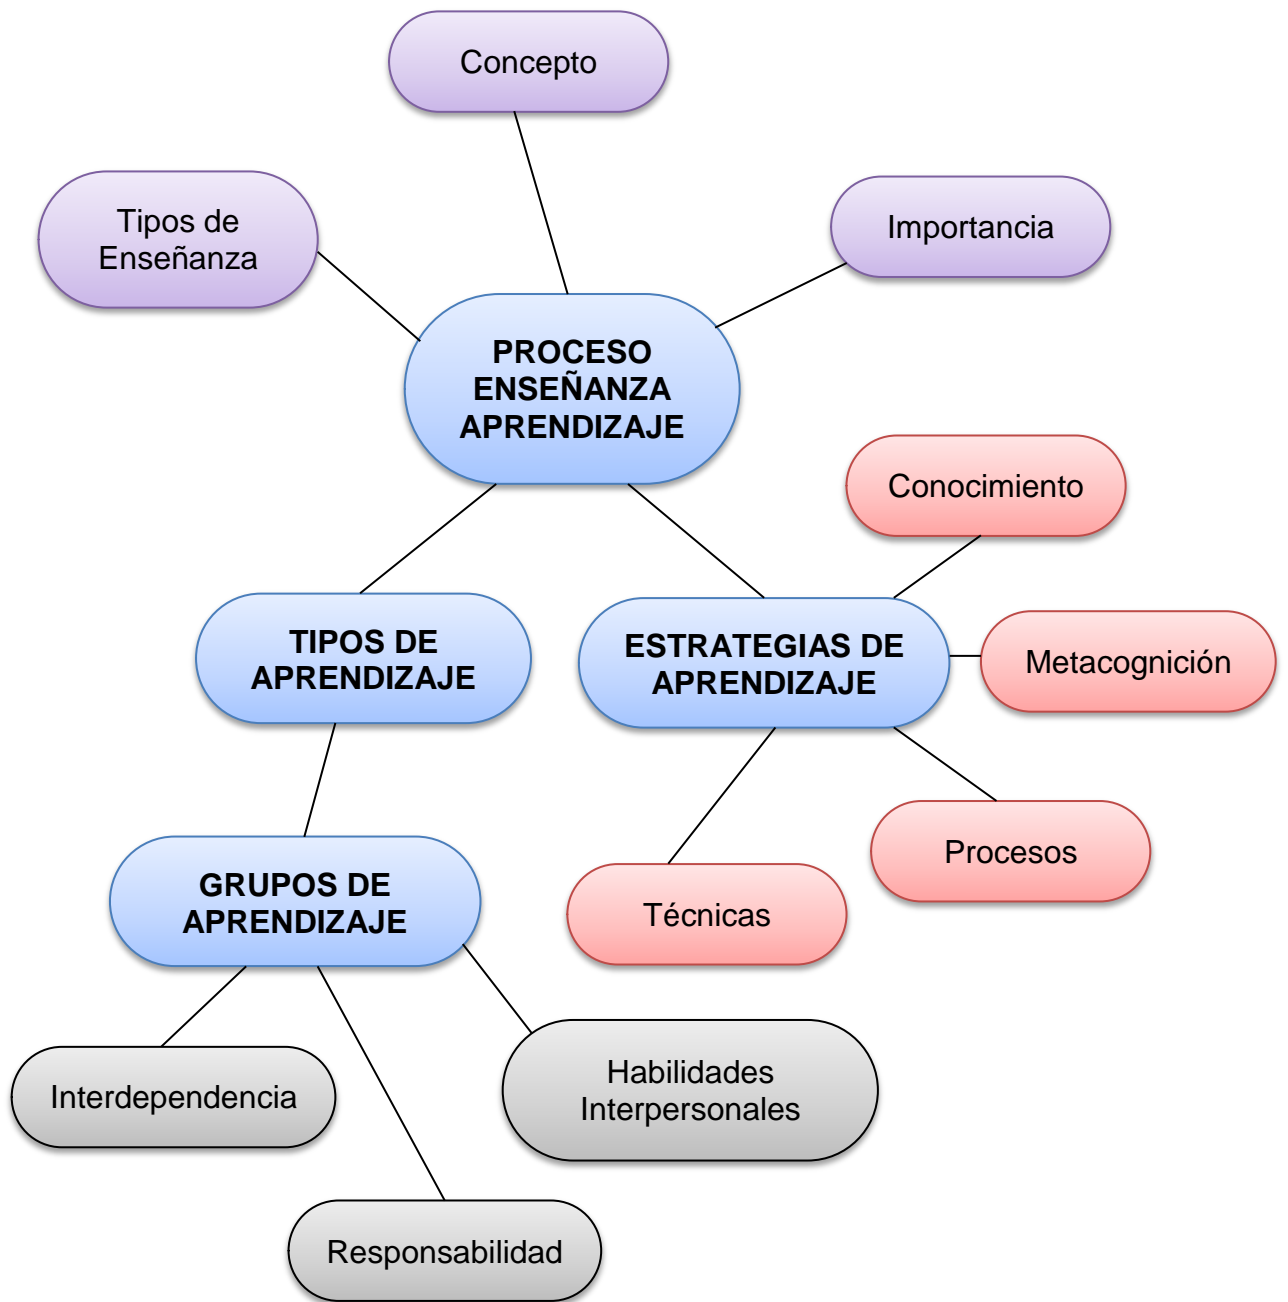 Concepto
Tipos de
Enseñanza
Importancia
PROCESO
ENSEÑANZA
APRENDIZAJE
Conocimiento
TIPOS DE
APRENDIZAJE
ESTRATEGIAS DE
APRENDIZAJE
Metacognición
Procesos
GRUPOS DE
APRENDIZAJE
Técnicas
Interdependencia
Habilidades
Interpersonales
Responsabilidad